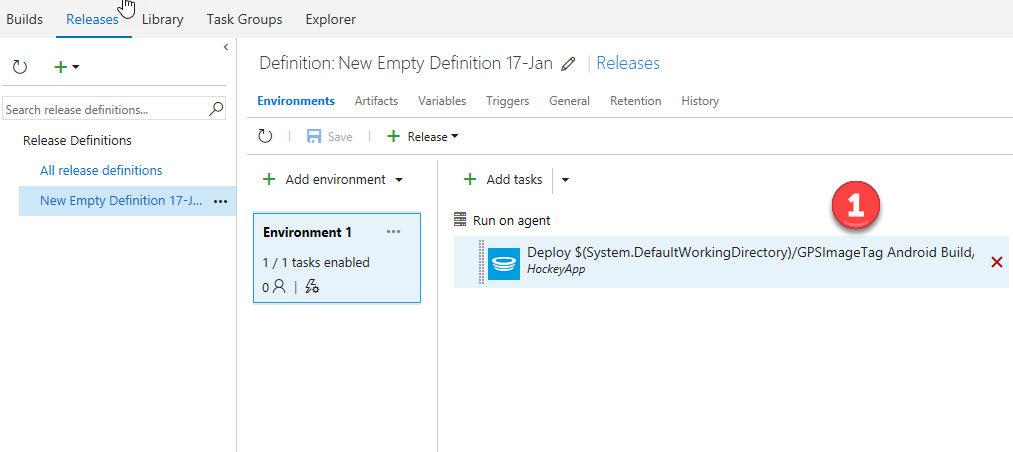 Builds Releases Library Task Groups Explorer
Definition: New Empty Definition 17-Jan | Releases
Search release definitions...
Environments Artifacts Variables Triggers General Retention History
Release Definitions
Save Release
All release definitions
New Empty Definition 17-J... ...
Add environment Add tasks
1
Run on agent
Environment 1 ...
1 / 1 tasks enabled
0 |
Deploy $(System.DefaultWorkingDirectory)/GPSImageTag Android Build,
HockeyApp